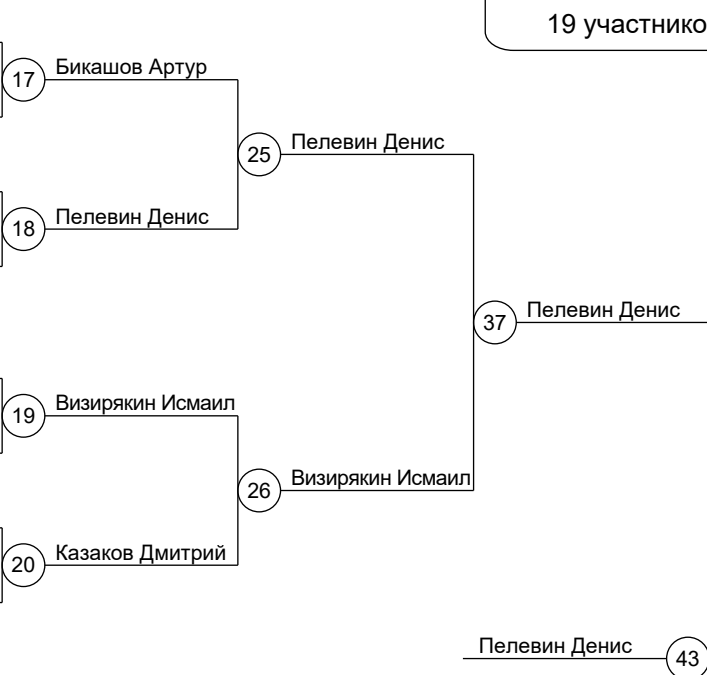 19 участнико
17 Бикашов Артур
25 Пелевин Денис
18 Пелевин Денис
37 Пелевин Денис
19 Визирякин Исмаил
26 Визирякин Исмаил
20 Казаков Дмитрий
Пелевин Денис 43